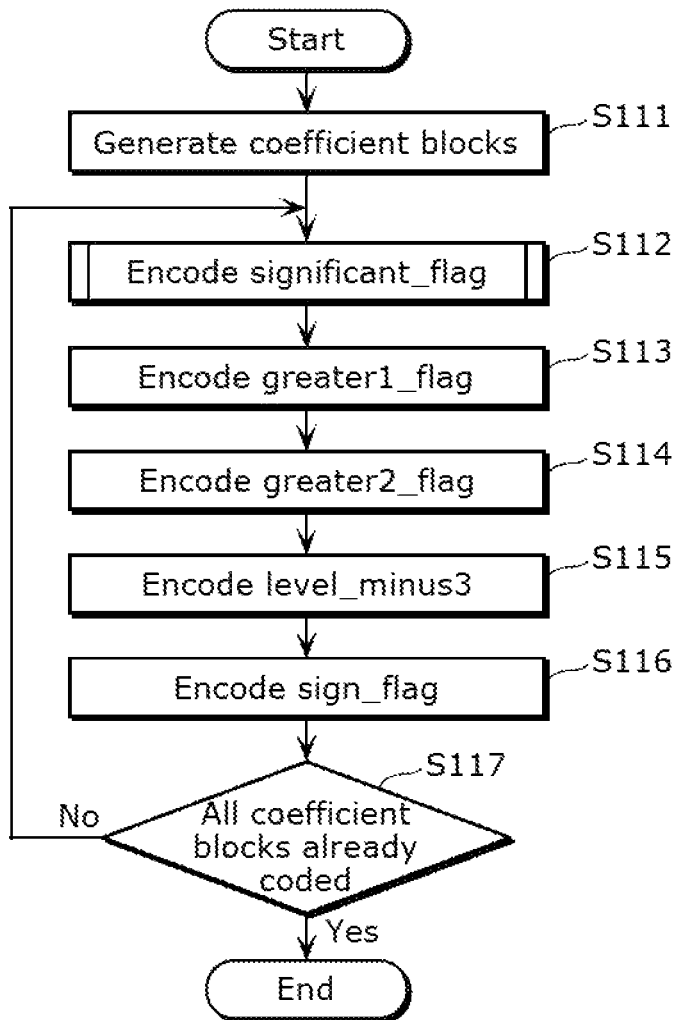 Start
Generate coefficient blocks
S111
Encode significant_flag
S112
Encode greater1_flag
S113
Encode greater2_flag
S114
Encode level_minus3
S115
Encode sign_flag
S116
S117
All coefficient
blocks already
coded
No
Yes
End